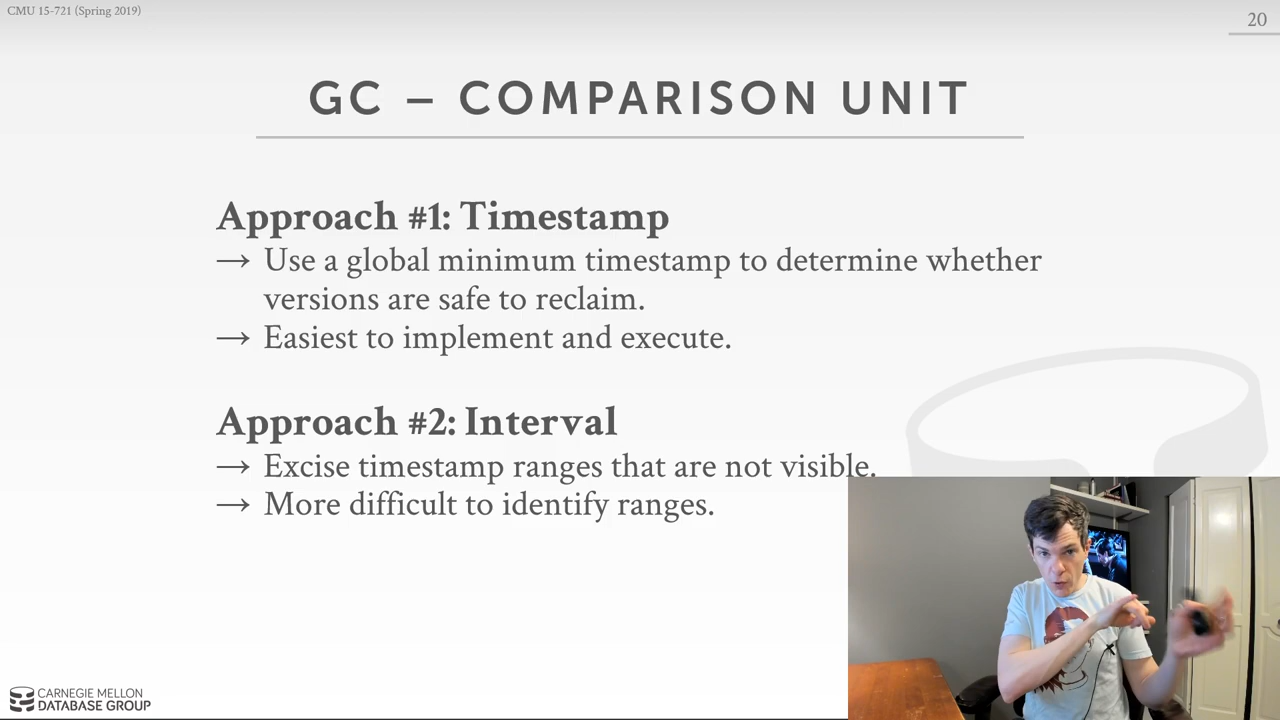 CMU 15-721 (Spring 2019)
20
GC – COMPARISON UNIT
Approach #1: Timestamp
→ Use a global minimum timestamp to determine whether
versions are safe to reclaim.
→ Easiest to implement and execute.
Approach #2: Interval
→ Excise timestamp ranges that are not visible.
→ More difficult to identify ranges.
CARNEGIE MELLON
DATABASE GROUP